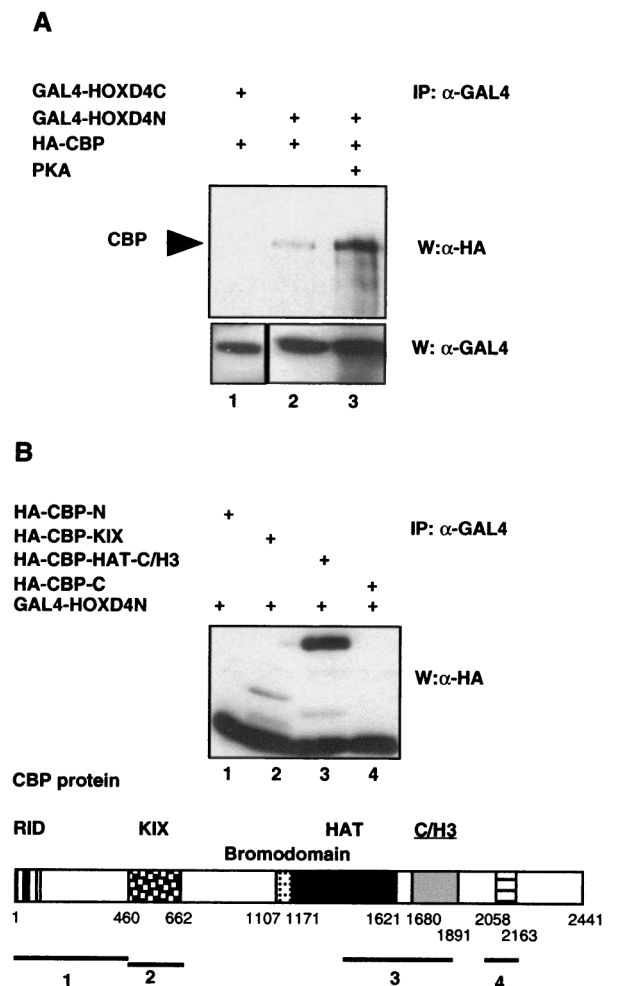 A
GAL4-HOXD4C + IP: α-GAL4
GAL4-HOXD4N + +
HA-CBP + + +
PKA +
CBP W:α-HA
W: α-GAL4
1 2 3
B
HA-CBP-N + IP: α-GAL4
HA-CBP-KIX +
HA-CBP-HAT-C/H3 +
HA-CBP-C +
GAL4-HOXD4N + + + +
W:α-HA
1 2 3 4
CBP protein
RID KIX HAT C/H3
Bromodomain
1 460 662 1107 1171 1621 1680 2058 2441
1891 2163
1 2 3 4